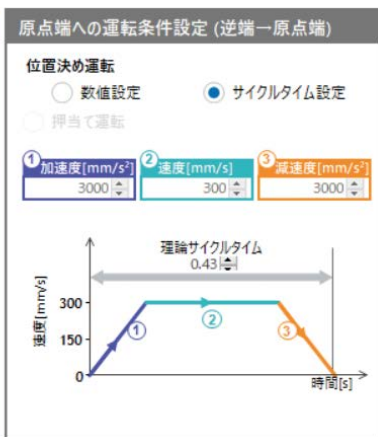 原点端への運転条件設定 (逆端→原点端)
位置決め運転
数値設定
サイクルタイム設定
押当て運転
① 加速度[mm/s²]
3000
② 速度[mm/s]
300
③ 減速度[mm/s²]
3000
理論サイクルタイム
0.43
速度[mm/s]
300
150
0
①
②
③
時間[s]